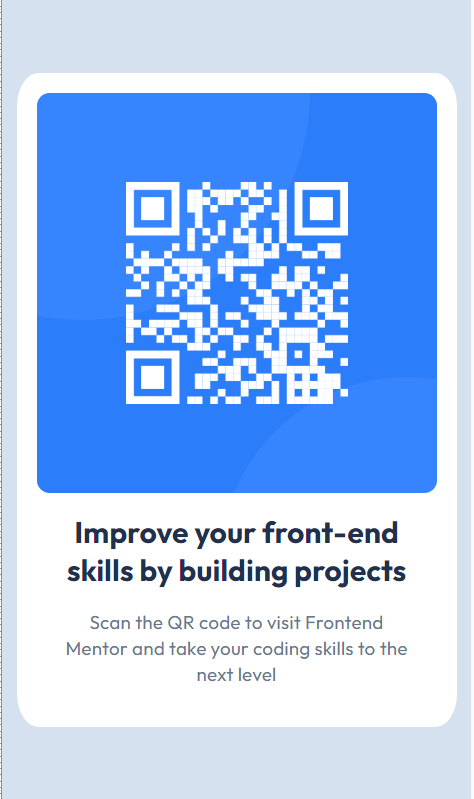 Improve your front-end
skills by building projects
Scan the QR code to visit Frontend
Mentor and take your coding skills to the
next level